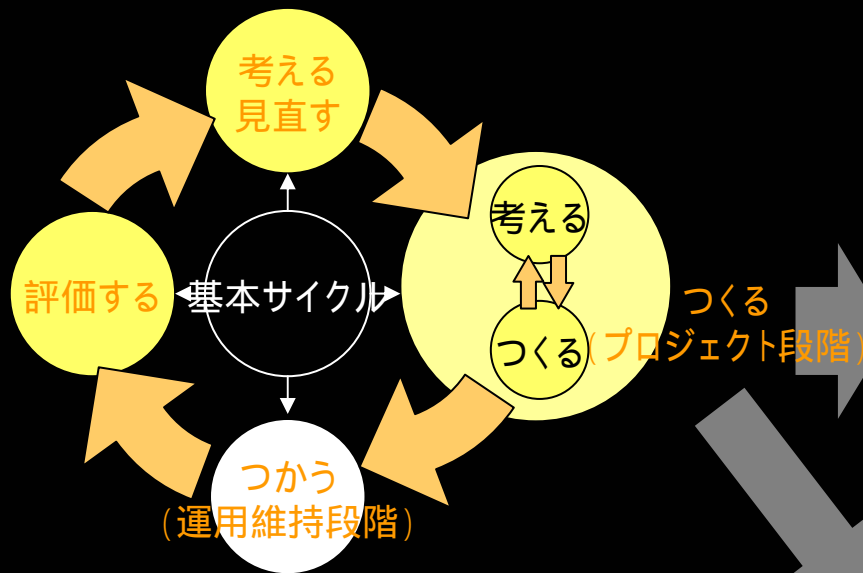 考える
見直す
考える
評価する
基本サイクル
つくる
(プロジェクト段階)
つくる
つかう
(運用維持段階)